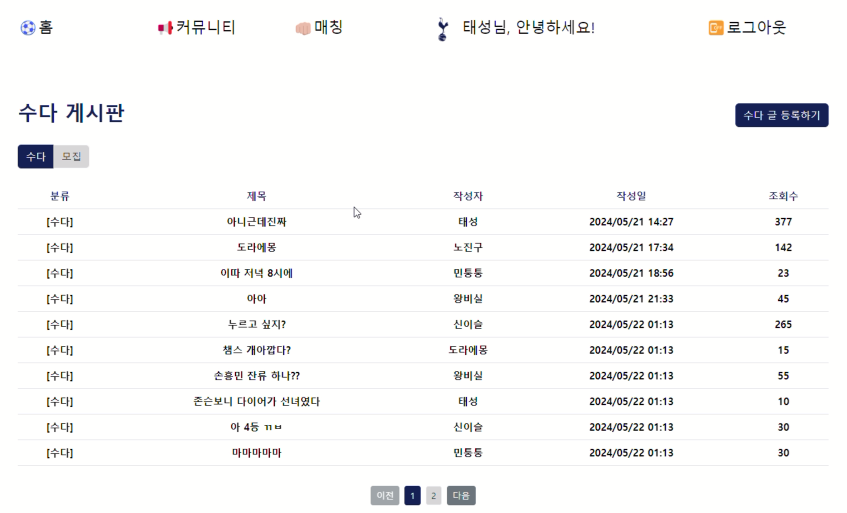 홈 커뮤니티 매칭 태성님, 안녕하세요! 로그아웃
수다 게시판 수다 글 등록하기
수다 모집
분류 제목 작성자 작성일 조회수
[수다] 아니근데진짜 태성 2024/05/21 14:27 377
[수다] 도라에몽 노진구 2024/05/21 17:34 142
[수다] 이따 저녁 8시에 민통통 2024/05/21 18:56 23
[수다] 아아 왕비실 2024/05/21 21:33 45
[수다] 누르고 싶지? 신이슬 2024/05/22 01:13 265
[수다] 챔스 개아깝다? 도라에몽 2024/05/22 01:13 15
[수다] 손흥민 잔류 하나?? 왕비실 2024/05/22 01:13 55
[수다] 존슨보니 다이어가 선녀였다 태성 2024/05/22 01:13 10
[수다] 아 4등 ㄲㅂ 신이슬 2024/05/22 01:13 30
[수다] 마마마마마 민통통 2024/05/22 01:13 30
이전 1 2 다음